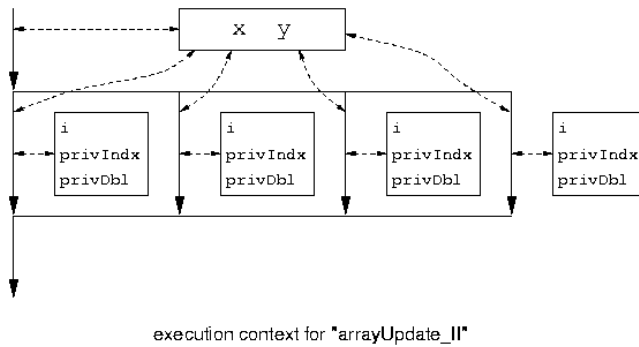 x y
i i i i
privIndx privIndx privIndx privIndx
privDbl privDbl privDbl privDbl
execution context for "arrayUpdate_II"